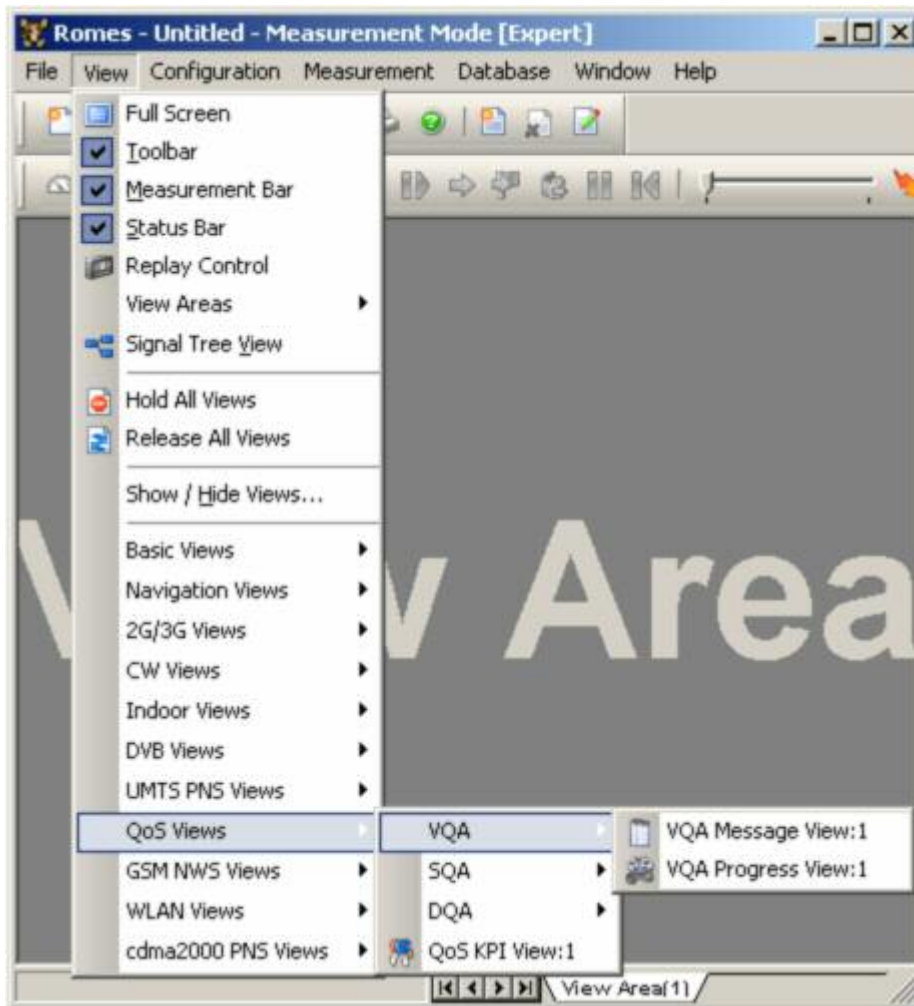 Romes - Untitled - Measurement Mode [Expert]
File View Configuration Measurement Database Window Help
Full Screen
Toolbar
Measurement Bar
Status Bar
Replay Control
View Areas
Signal Tree View
Hold All Views
Release All Views
Show / Hide Views...
Basic Views
Navigation Views
2G/3G Views
CW Views
Indoor Views
DVB Views
UMTS PNS Views
QoS Views
GSM NWS Views
WLAN Views
cdma2000 PNS Views
VQA
SQA
DQA
QoS KPI View:1
VQA Message View:1
VQA Progress View:1
Area
View Area(1)